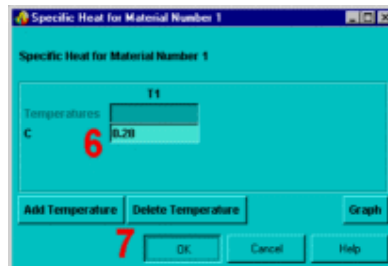 Specific Heat for Material Number 1
Specific Heat for Material Number 1
T1
Temperatures
C 6 0.20
Add Temperature Delete Temperature Graph
7 OK Cancel Help